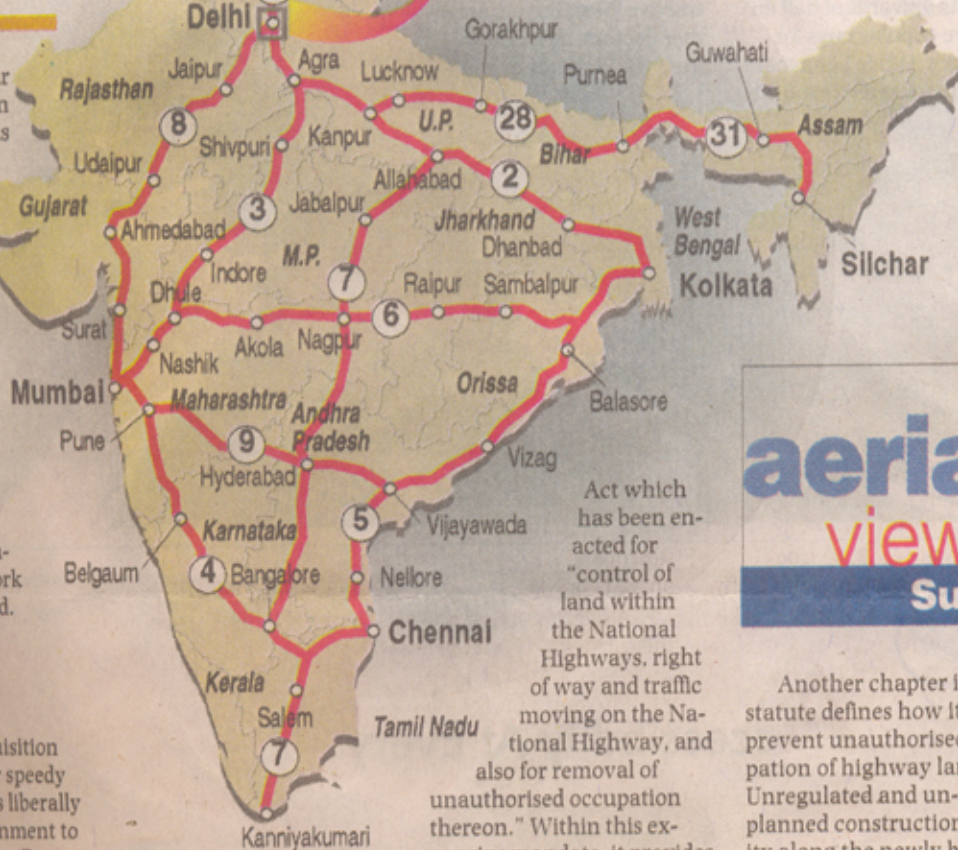 Delhi
Gorakhpur
Guwahati
Agra
Lucknow
Purnea
Jaipur
Rajasthan
8
Shivpuri
Kanpur
U.P.
28
Bihar
31
Assam
Udaipur
Allahabad
2
Gujarat
3
Jabalpur
Jharkhand
West
Bengal
Ahmedabad
Dhanbad
Silchar
Indore
M.P.
Kolkata
Dhule
7
Raipur
Sambalpur
Surat
6
Akola
Nagpur
Nashik
Mumbai
Maharashtra
Orissa
Balasore
Andhra
Pradesh
Pune
9
Hyderabad
Vizag
5
Vijayawada
Karnataka
Belgaum
4
Bangalore
Nellore
Chennai
Kerala
Salem
Tamil Nadu
7
Kanniyakumari
Act which
has been en-
acted for
“control of
land within
the National
Highways, right
of way and traffic
moving on the Na-
tional Highway, and
also for removal of
unauthorised occupation
thereon.” Within this ex-
aeria
view
Su
Another chapter i
statute defines how it
prevent unauthorised
pation of highway la
Unregulated and un-
planned construction
uisition
speedy
s liberally
nment to